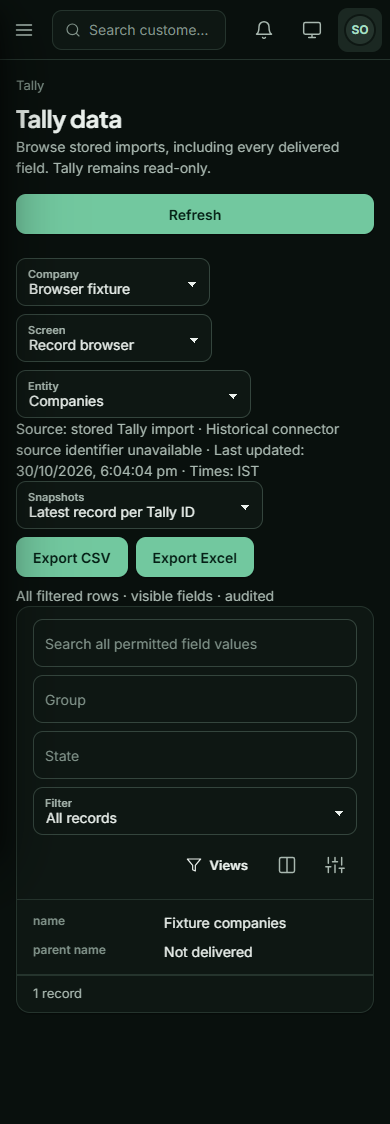 Search custome...
SO
Tally
Tally data
Browse stored imports, including every delivered
field. Tally remains read-only.
Refresh
Company
Browser fixture
Screen
Record browser
Entity
Companies
Source: stored Tally import · Historical connector
source identifier unavailable · Last updated:
30/10/2026, 6:04:04 pm · Times: IST
Snapshots
Latest record per Tally ID
Export CSV
Export Excel
All filtered rows · visible fields · audited
Search all permitted field values
Group
State
Filter
All records
Views
name Fixture companies
parent name Not delivered
1 record